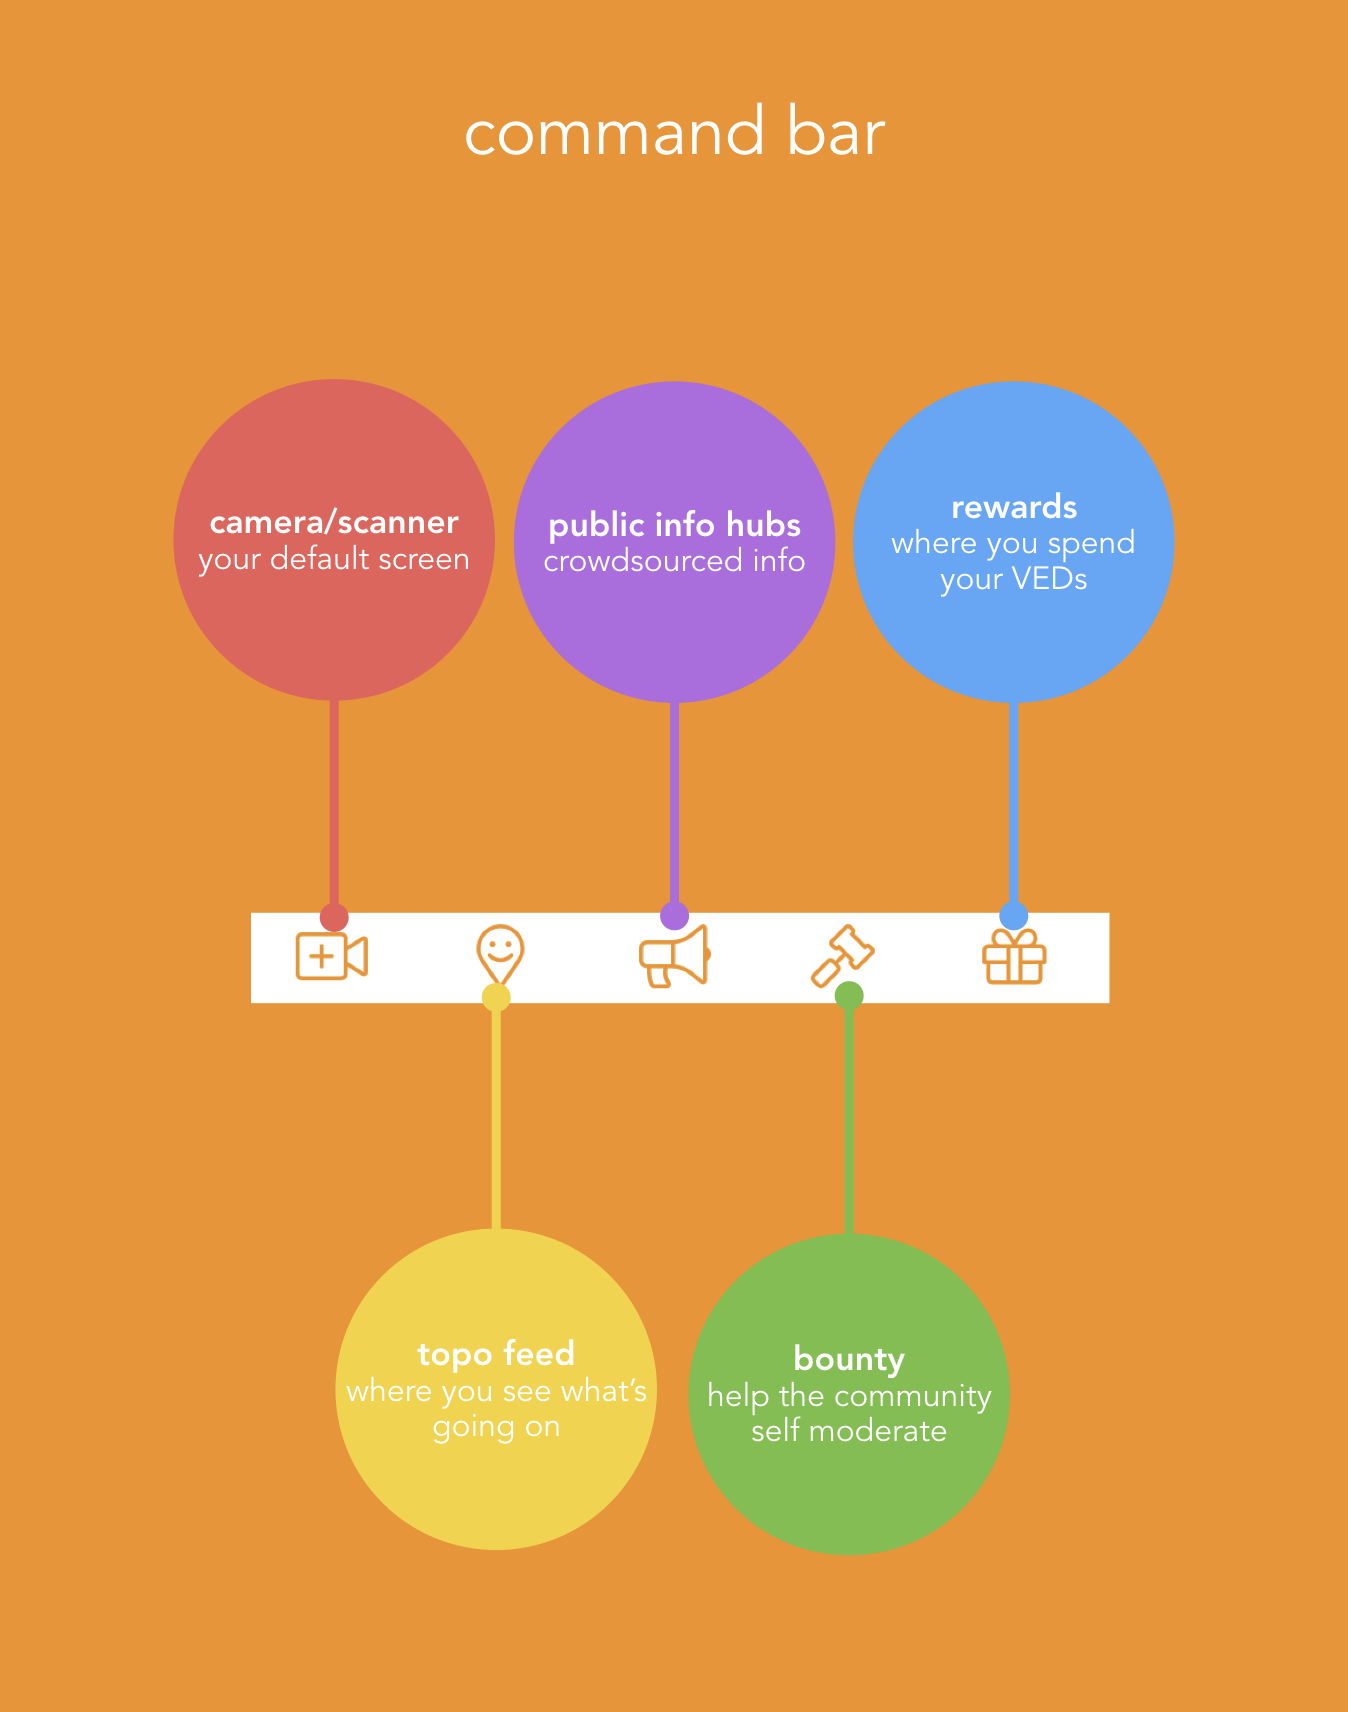 command bar
camera/scanner
your default screen
public info hubs
crowdsourced info
rewards
where you spend
your VEDs
topo feed
where you see what’s
going on
bounty
help the community
self moderate